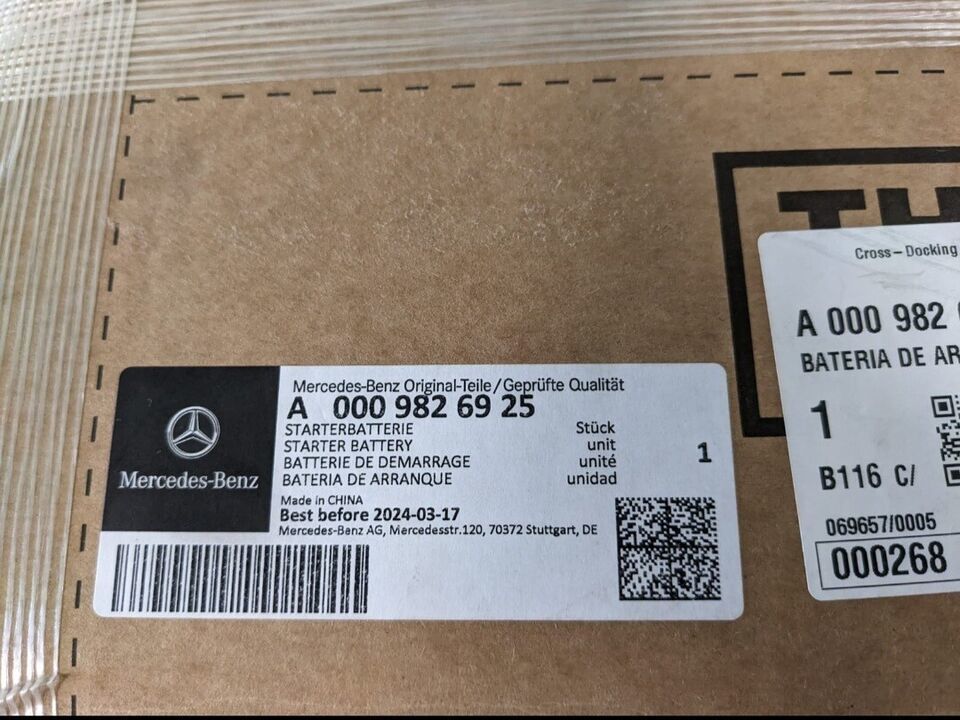 TH
Cross-Docking
A 000 982
BATERIA DE AR
1
B116 C/
069657/0005
000268
Mercedes-Benz Original-Teile/Geprüfte Qualität
A 000 982 69 25
STARTERBATTERIE Stück
STARTER BATTERY unit
BATTERIE DE DEMARRAGE unité
BATERIA DE ARRANQUE unidad
1
Made in CHINA
Best before 2024-03-17
Mercedes-Benz AG, Mercedesstr.120, 70372 Stuttgart, DE
Mercedes-Benz